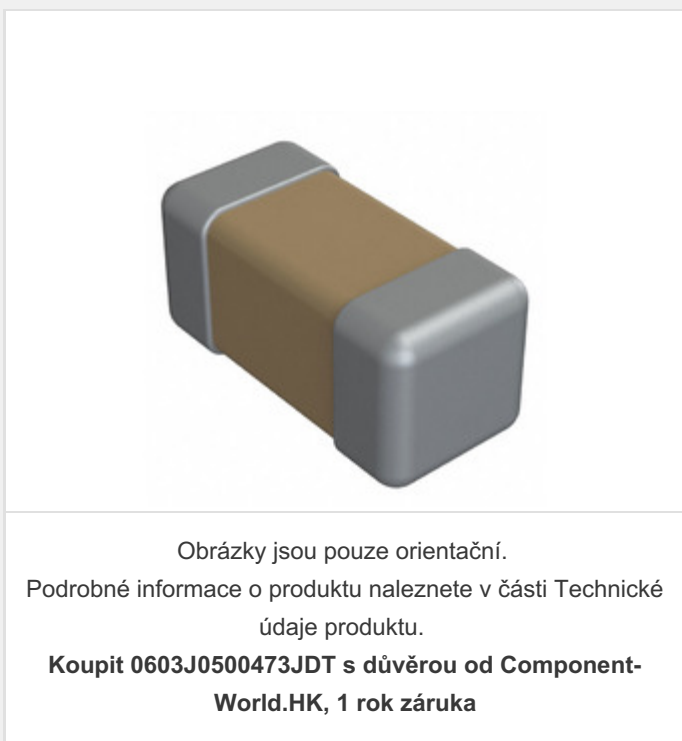 Obrázky jsou pouze orientační.
Podrobné informace o produktu naleznete v části Technické
údaje produktu.
Koupit 0603J0500473JDT s důvěrou od Component-
World.HK, 1 rok záruka